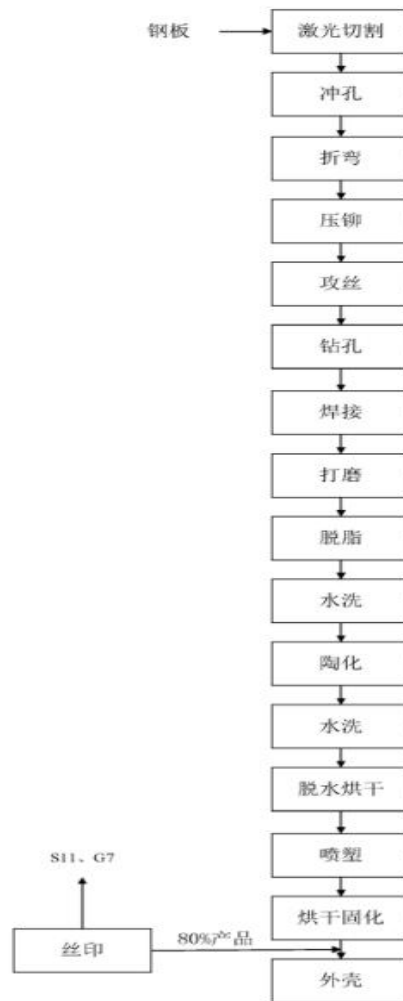 钢板
激光切割
冲孔
折弯
压铆
攻丝
钻孔
焊接
打磨
脱脂
水洗
陶化
水洗
脱水烘干
喷塑
S11、G7
烘干固化
80%产品
丝印
外壳